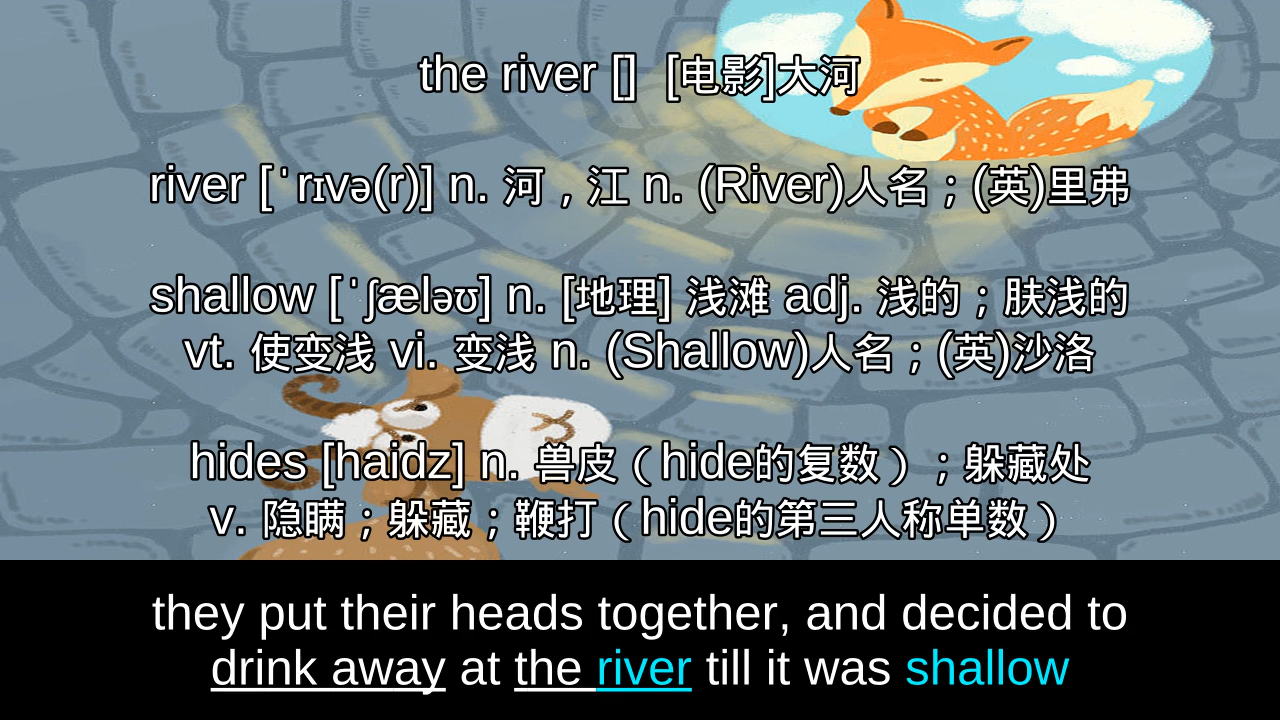 the river [] [电影]大河
river [ˈrɪvə(r)] n. 河，江 n. (River)人名；(英)里弗
shallow [ˈʃæləʊ] n. [地理] 浅滩 adj. 浅的；肤浅的
vt. 使变浅 vi. 变浅 n. (Shallow)人名；(英)沙洛
hides [haidz] n. 兽皮（hide的复数）；躲藏处
v. 隐瞒；躲藏；鞭打（hide的第三人称单数）
they put their heads together, and decided to
drink away at the river till it was shallow